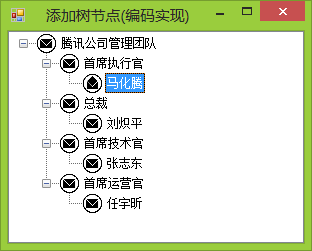 添加树节点(编码实现)
腾讯公司管理团队
首席执行官
马化腾
总裁
刘炽平
首席技术官
张志东
首席运营官
任宇昕